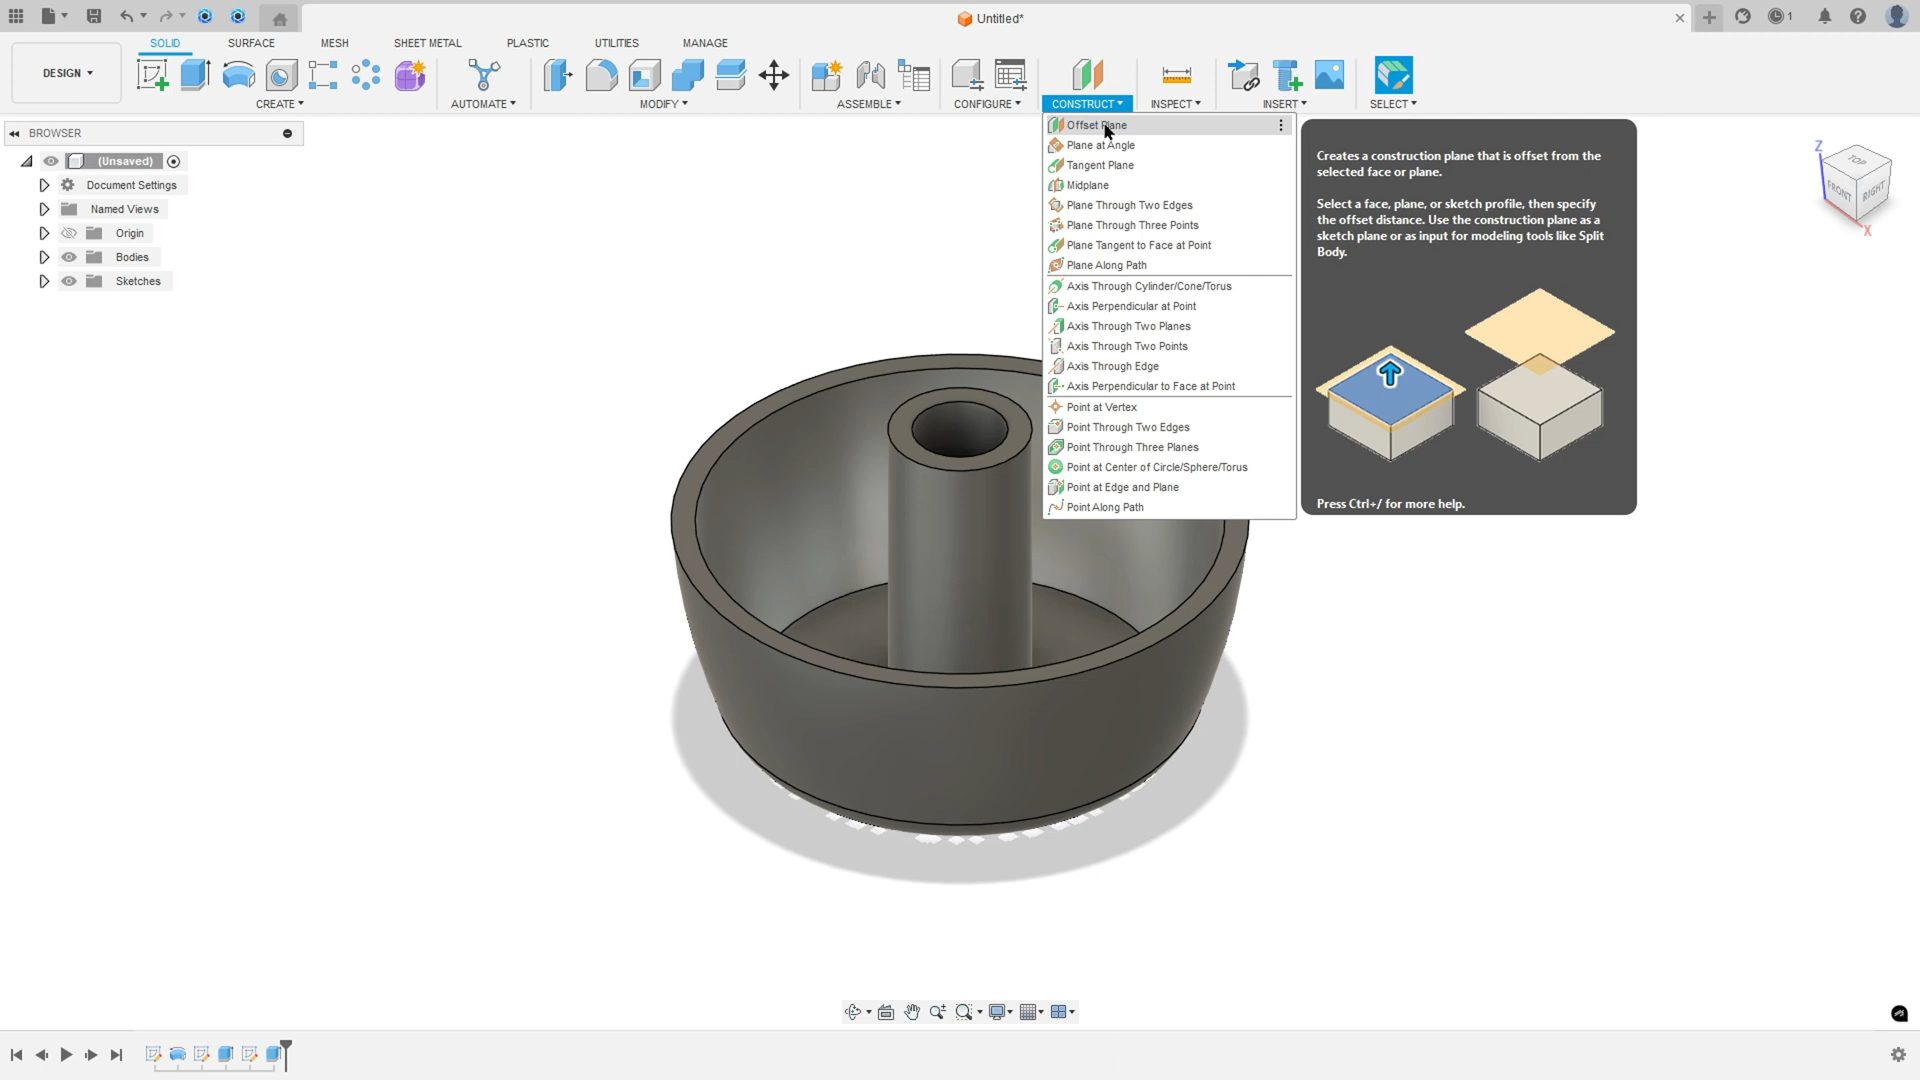 Untitled*
1
SOLID
SURFACE
MESH
SHEET METAL
PLASTIC
UTILITIES
MANAGE
DESIGN
CREATE
AUTOMATE
MODIFY
ASSEMBLE
CONFIGURE
CONSTRUCT
INSPECT
INSERT
SELECT
BROWSER
(Unsaved)
Document Settings
Named Views
Origin
Bodies
Sketches
Offset Plane
Plane at Angle
Tangent Plane
Midplane
Plane Through Two Edges
Plane Through Three Points
Plane Tangent to Face at Point
Plane Along Path
Axis Through Cylinder/Cone/Torus
Axis Perpendicular at Point
Axis Through Two Planes
Axis Through Two Points
Axis Through Edge
Axis Perpendicular to Face at Point
Point at Vertex
Point Through Two Edges
Point Through Three Planes
Point at Center of Circle/Sphere/Torus
Point at Edge and Plane
Point Along Path
Creates a construction plane that is offset from the
selected face or plane.
Select a face, plane, or sketch profile, then specify
the offset distance. Use the construction plane as a
sketch plane or as input for modeling tools like Split
Body.
Press Ctrl+/ for more help.
Z
TOP
FRONT
RIGHT
X